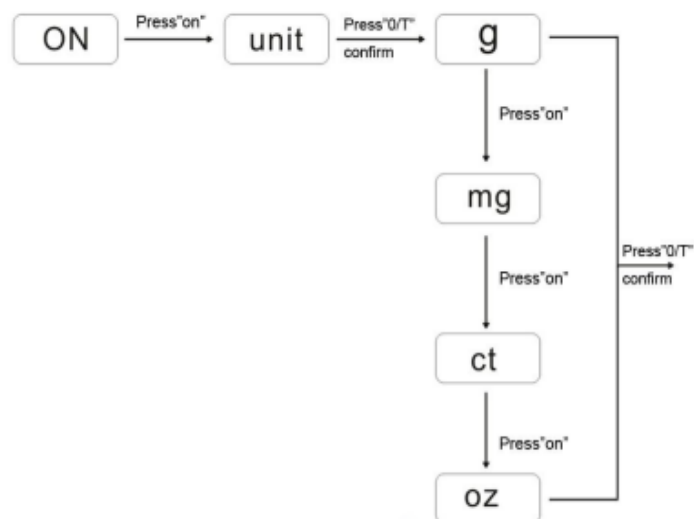 ON
Press"on"
unit
Press"0/T"
confirm
g
Press"on"
mg
Press"on"
ct
Press"on"
oz
Press"0/T"
confirm